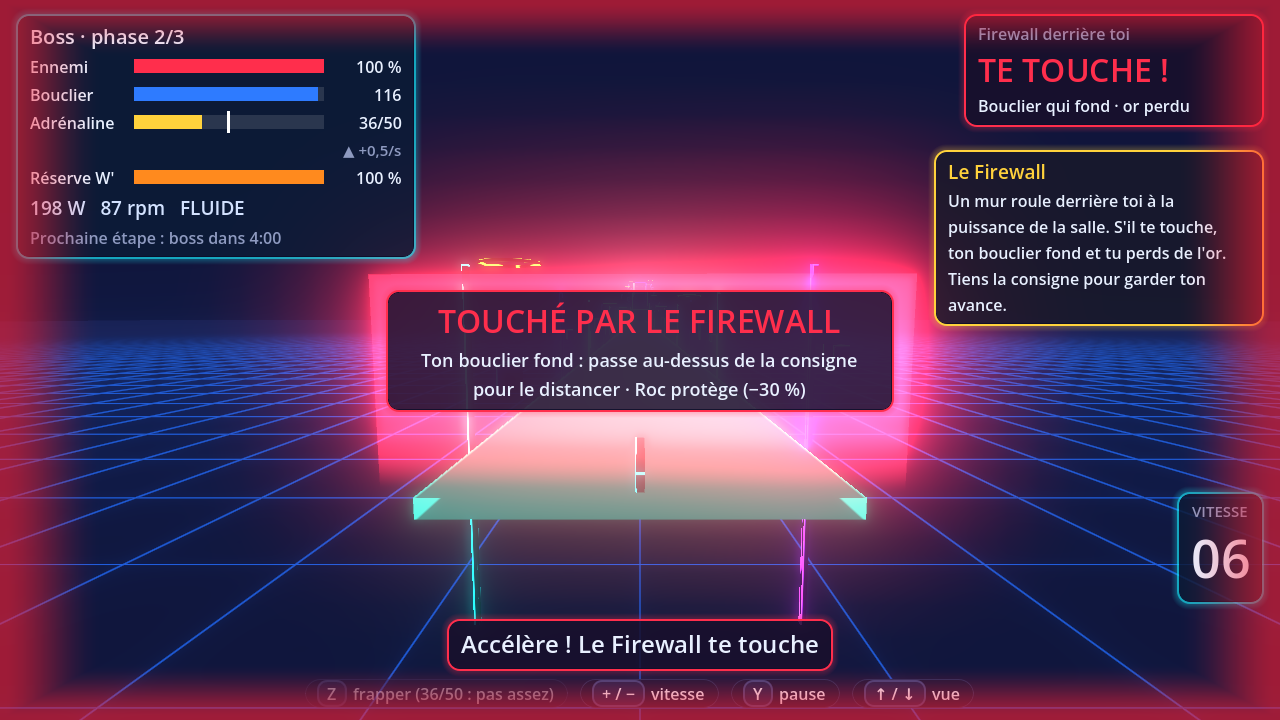 Boss · phase 2/3
Ennemi 100 %
Bouclier 116
Adrénaline 36/50
▲ +0,5/s
Réserve W' 100 %
198 W 87 rpm FLUIDE
Prochaine étape : boss dans 4:00
Firewall derrière toi
TE TOUCHE !
Bouclier qui fond · or perdu
Le Firewall
Un mur roule derrière toi à la
puissance de la salle. S'il te touche,
ton bouclier fond et tu perds de l'or.
Tiens la consigne pour garder ton
avance.
TOUCHÉ PAR LE FIREWALL
Ton bouclier fond : passe au-dessus de la consigne
pour le distancer · Roc protège (−30 %)
VITESSE
06
Accélère ! Le Firewall te touche
Z frapper (36/50 : pas assez) + / − vitesse Y pause ↑ / ↓ vue